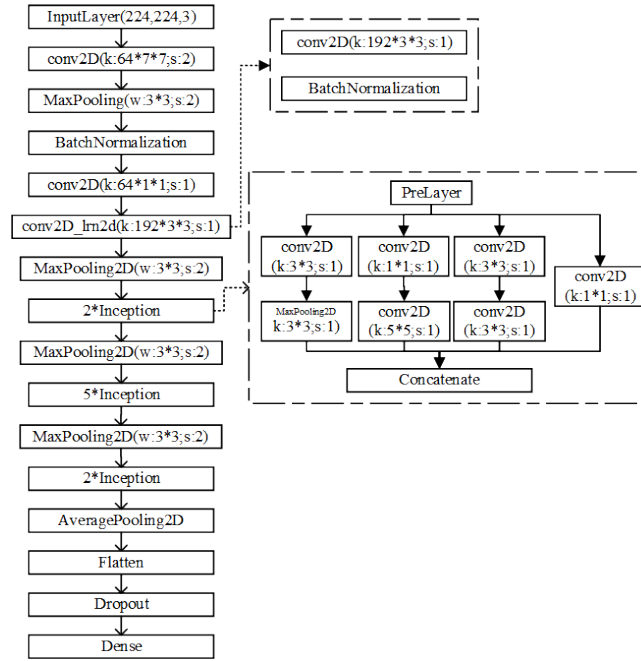 InputLayer(224,224,3)
conv2D(k:64*7*7;s:2)
MaxPooling(w:3*3;s:2)
BatchNormalization
conv2D(k:64*1*1;s:1)
conv2D_lrn2d(k:192*3*3;s:1)
MaxPooling2D(w:3*3;s:2)
2*Inception
MaxPooling2D(w:3*3;s:2)
5*Inception
MaxPooling2D(w:3*3;s:2)
2*Inception
AveragePooling2D
Flatten
Dropout
Dense
conv2D(k:192*3*3;s:1)
BatchNormalization
PreLayer
conv2D
(k:3*3;s:1)
conv2D
(k:1*1;s:1)
conv2D
(k:3*3;s:1)
conv2D
(k:1*1;s:1)
MaxPooling2D
k:3*3;s:1)
conv2D
(k:5*5;s:1)
conv2D
(k:3*3;s:1)
Concatenate